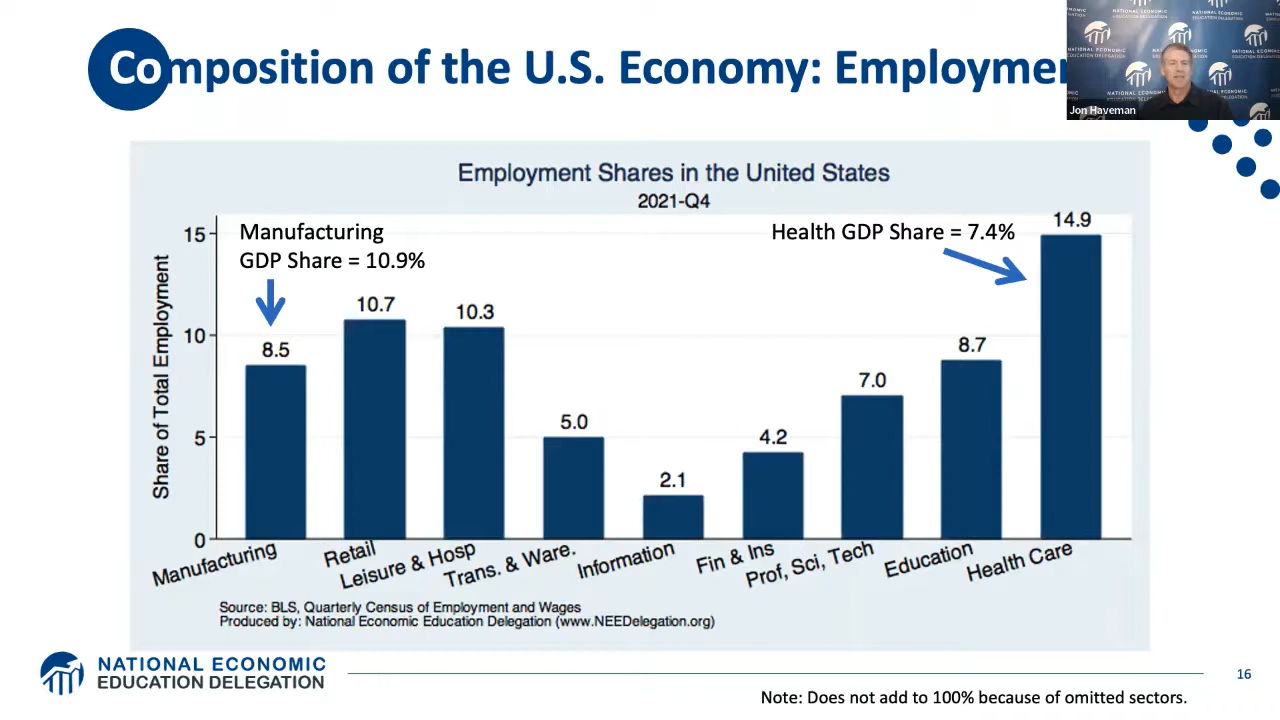 Composition of the U.S. Economy: Employmen
Jon Haveman
NATIONAL ECONOMIC
EDUCATION DELEGATION
Employment Shares in the United States
2021-Q4
Manufacturing
GDP Share = 10.9%
Health GDP Share = 7.4%
Share of Total Employment
15
10
5
0
8.5
10.7
10.3
5.0
2.1
4.2
7.0
8.7
14.9
Manufacturing
Retail
Leisure & Hosp
Trans. & Ware.
Information
Fin & Ins
Prof, Sci, Tech
Education
Health Care
Source: BLS, Quarterly Census of Employment and Wages
Produced by: National Economic Education Delegation (www.NEEDelegation.org)
NATIONAL ECONOMIC
EDUCATION DELEGATION
16
Note: Does not add to 100% because of omitted sectors.